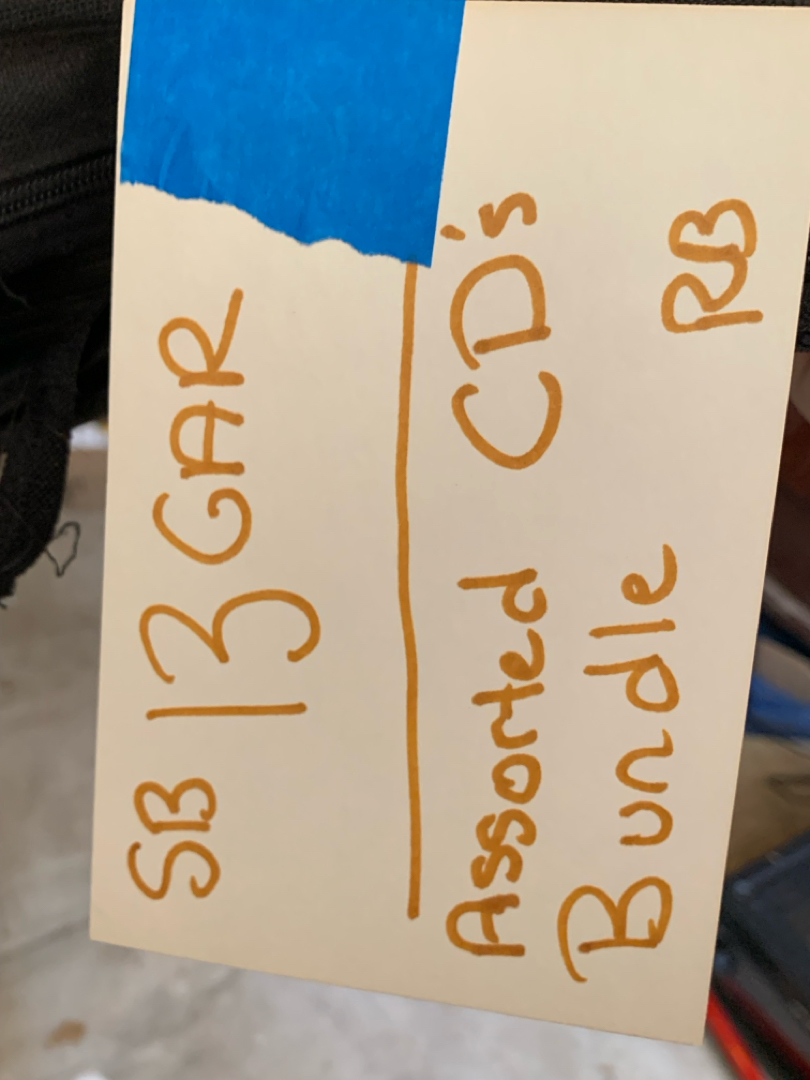 SB 13 GAR
Assorted CD's
Bundle RB